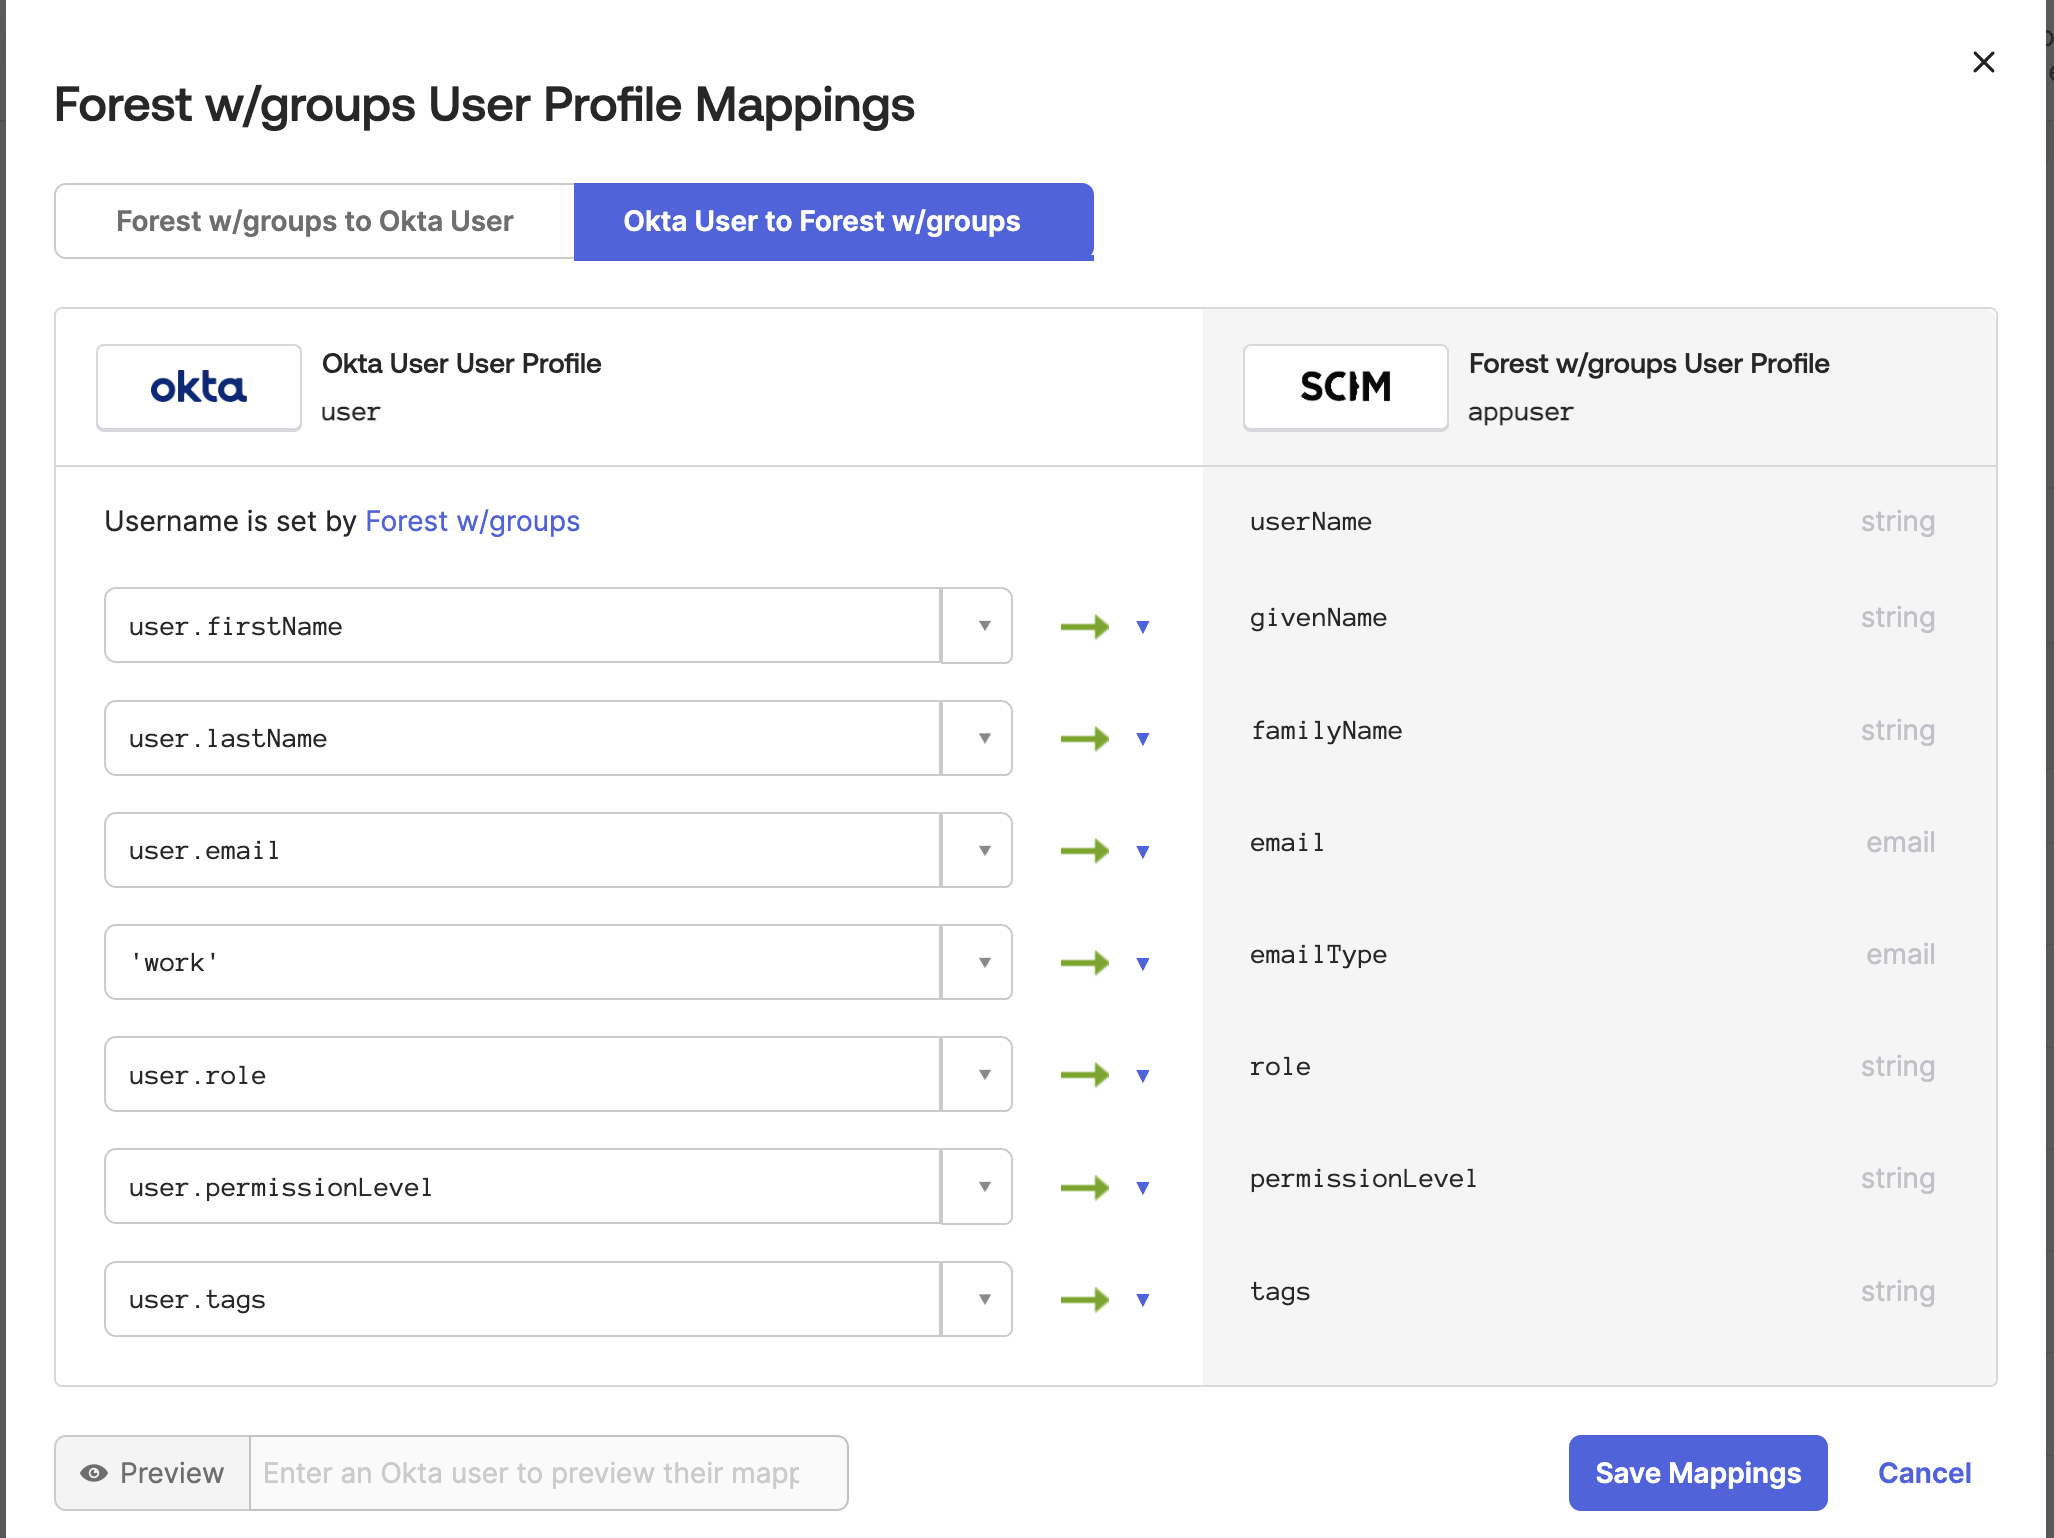 Forest w/groups User Profile Mappings
Forest w/groups to Okta User
Okta User to Forest w/groups
okta
Okta User User Profile
user
SCIM
Forest w/groups User Profile
appuser
Username is set by Forest w/groups
userName
string
user.firstName
givenName
string
user.lastName
familyName
string
user.email
email
email
'work'
emailType
email
user.role
role
string
user.permissionLevel
permissionLevel
string
user.tags
tags
string
Preview
Enter an Okta user to preview their mapp
Save Mappings
Cancel